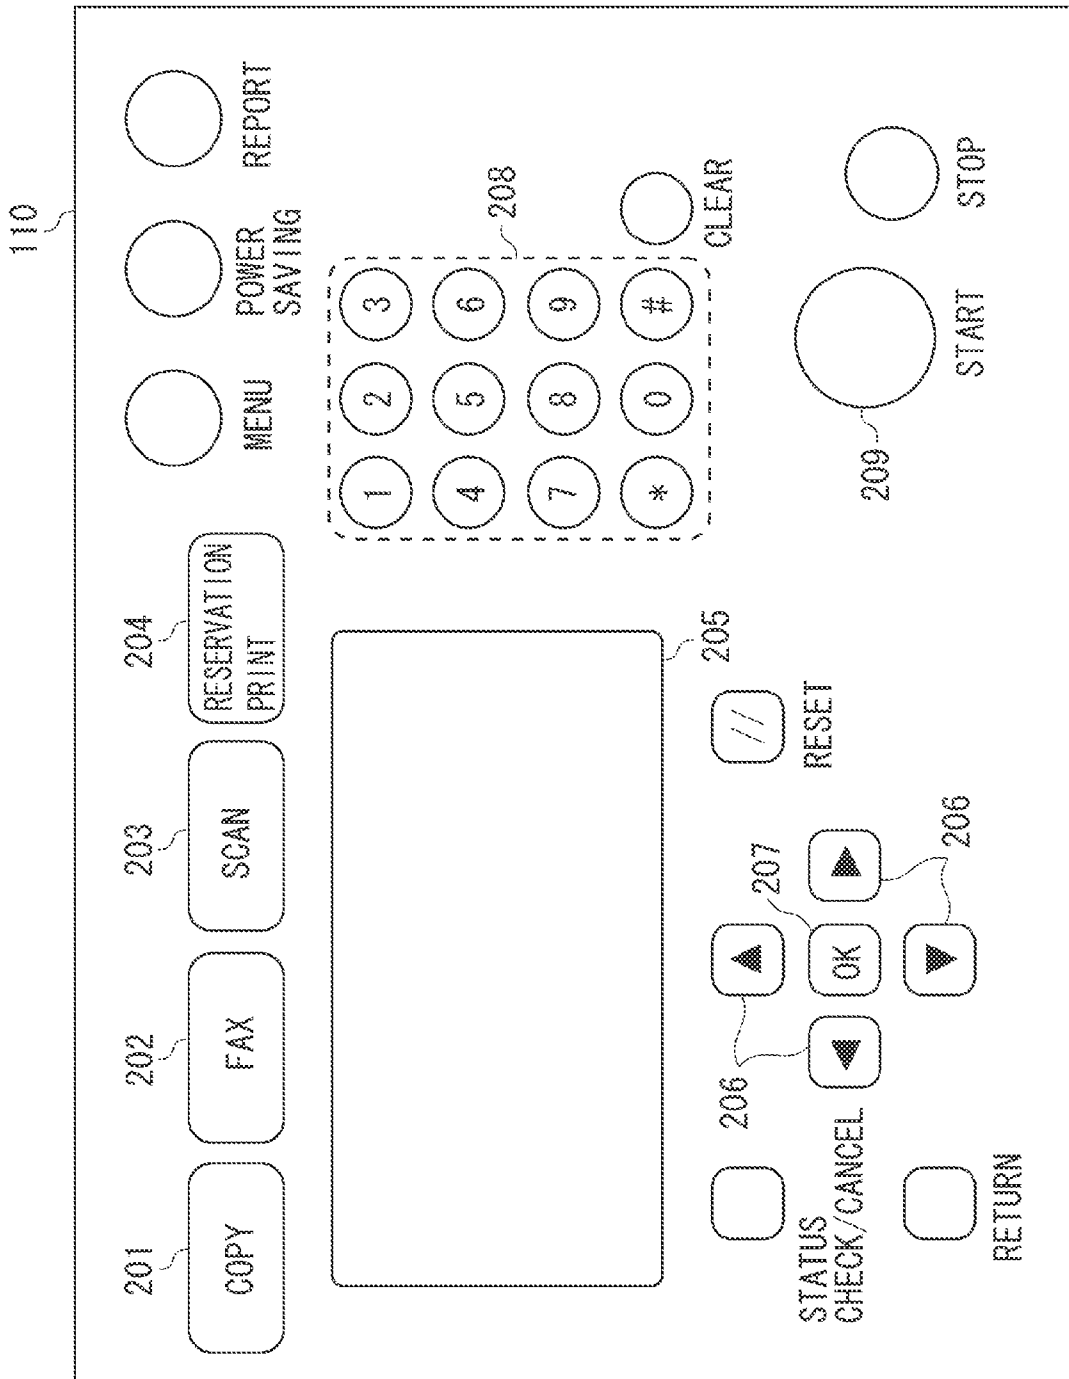 110
201
202
203
204
COPY
FAX
SCAN
RESERVATION
PRINT
MENU
POWER
SAVING
REPORT
205
208
1 2 3
4 5 6
7 8 9
* 0 #
CLEAR
206
207
OK
206
RESET
STATUS
CHECK/CANCEL
RETURN
209
START
STOP